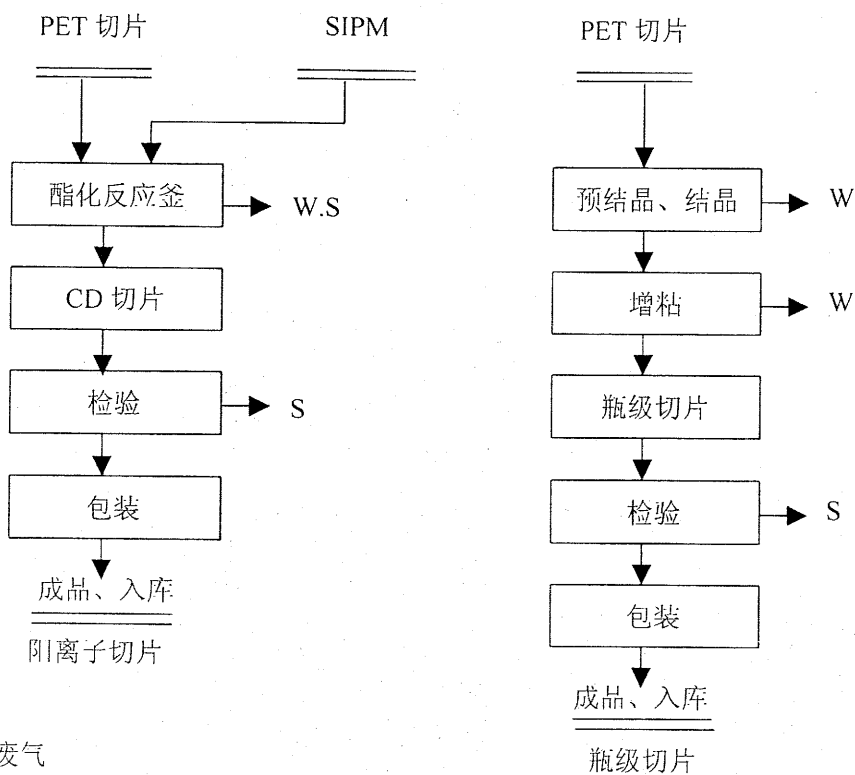 PET 切片
SIPM
酯化反应釜
W.S
CD 切片
检验
S
包装
成品、入库
阳离子切片
废气
PET 切片
预结晶、结晶
W
增粘
W
瓶级切片
检验
S
包装
成品、入库
瓶级切片